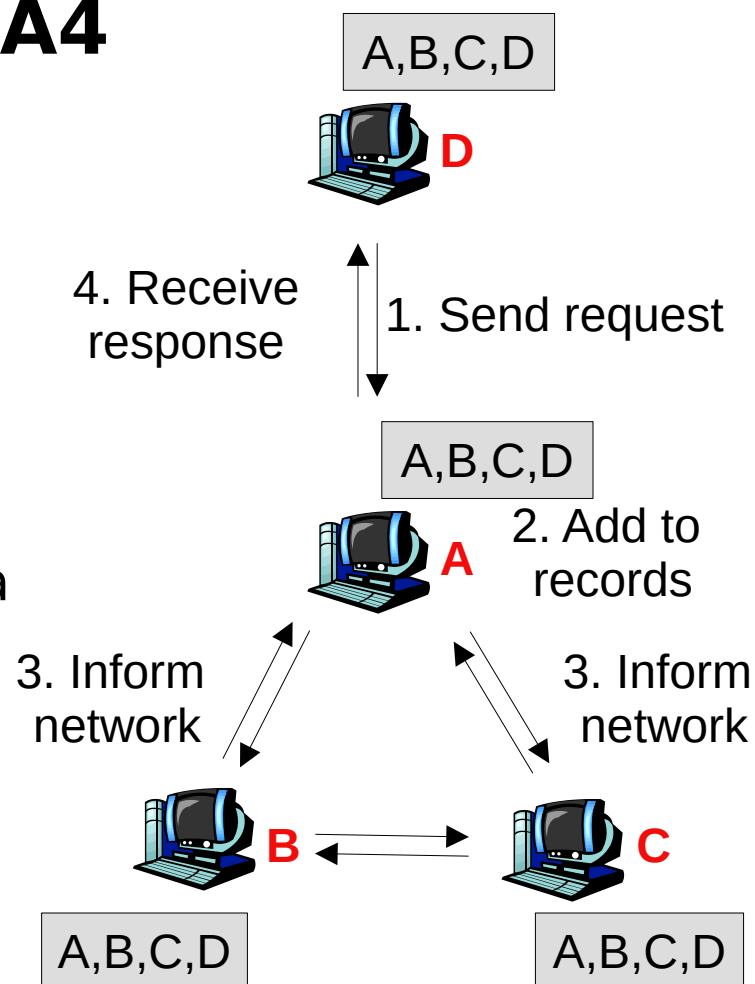 A4
A,B,C,D
D
4. Receive
response
1. Send request
A,B,C,D
A
2. Add to
records
a
3. Inform
network
3. Inform
network
B
C
A,B,C,D
A,B,C,D